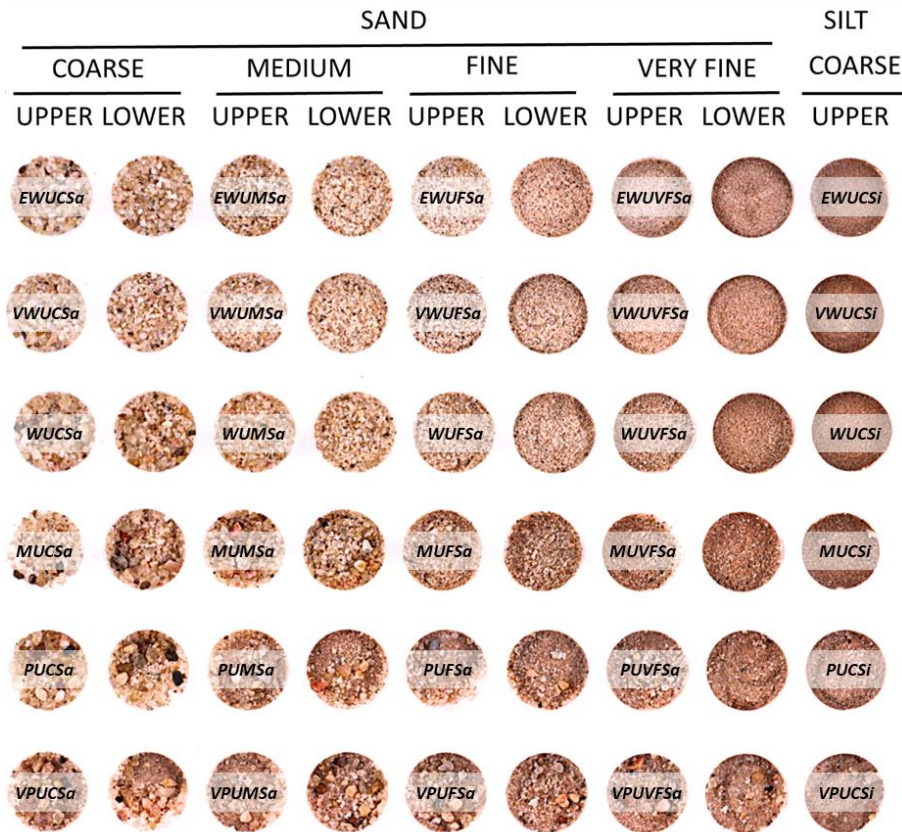 SAND SILT
COARSE MEDIUM FINE VERY FINE COARSE
UPPER LOWER UPPER LOWER UPPER LOWER UPPER LOWER UPPER
EWUCSa EWUMSa EWUFSa EWUVFSa EWUCSi
VWUCSa VWUMSa VWUFSa VWUVFSa VWUCSi
WUCSa WUMSa WUFSa WUVFSa WUCSi
MUCSa MUMSa MUFSa MUVFSa MUCSi
PUCSa PUMSa PUFSa PUVFSa PUCSi
VPUCSa VPUMSa VPUFSa VPUVFSa VPUCSi